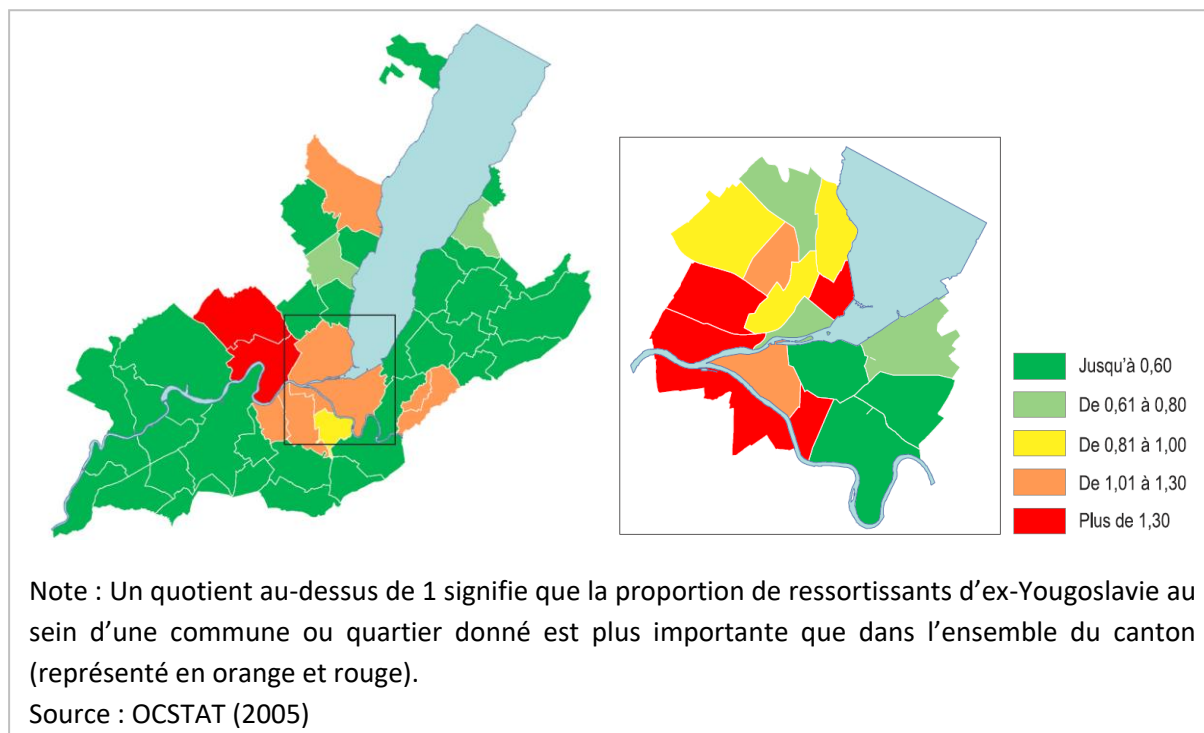 Jusqu'à 0,60
De 0,61 à 0,80
De 0,81 à 1,00
De 1,01 à 1,30
Plus de 1,30
Note : Un quotient au-dessus de 1 signifie que la proportion de ressortissants d’ex-Yougoslavie au
sein d’une commune ou quartier donné est plus importante que dans l’ensemble du canton
(représenté en orange et rouge).
Source : OCSTAT (2005)